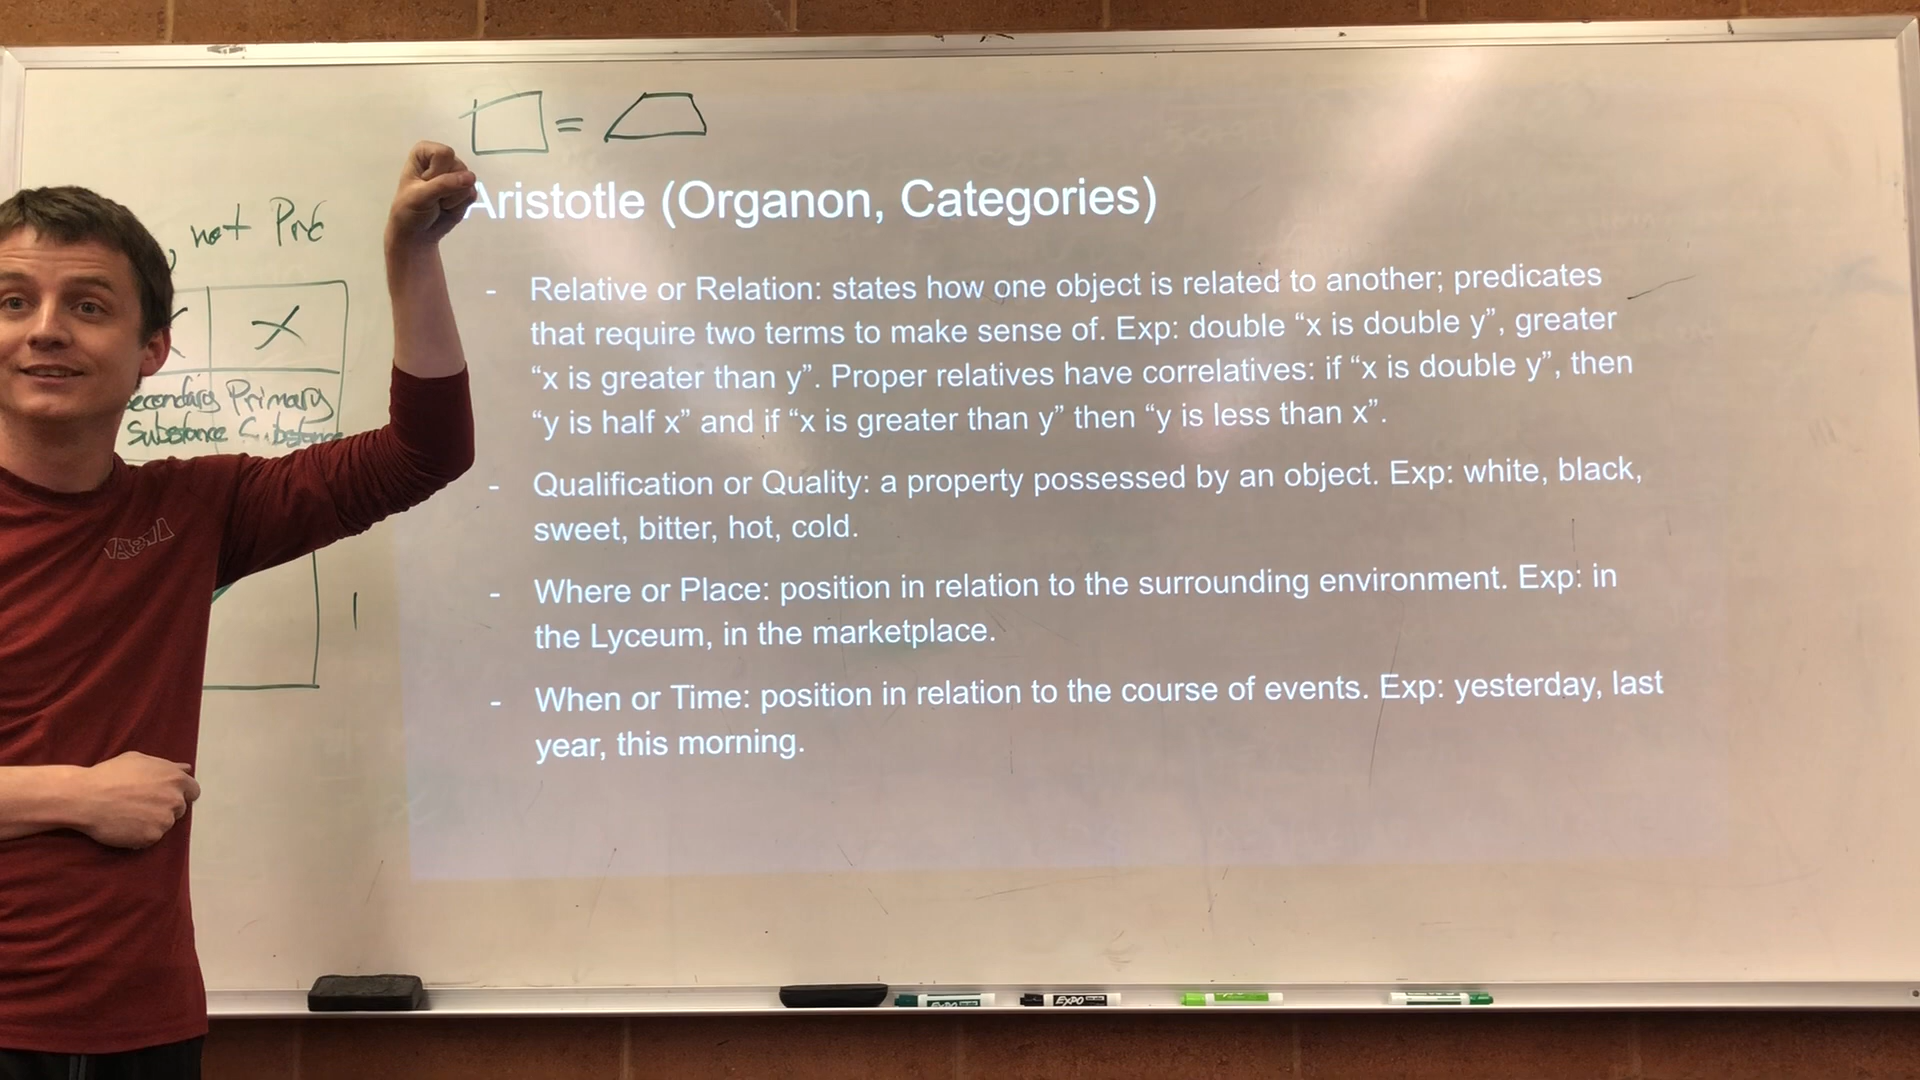 =
Aristotle (Organon, Categories)
, not Pre
X
econdary Primary
Substance Substance
- Relative or Relation: states how one object is related to another; predicates
that require two terms to make sense of. Exp: double “x is double y”, greater
“x is greater than y”. Proper relatives have correlatives: if “x is double y”, then
“y is half x” and if “x is greater than y” then “y is less than x”.
- Qualification or Quality: a property possessed by an object. Exp: white, black,
sweet, bitter, hot, cold.
- Where or Place: position in relation to the surrounding environment. Exp: in
the Lyceum, in the marketplace.
- When or Time: position in relation to the course of events. Exp: yesterday, last
year, this morning.
EXPO
EXPO